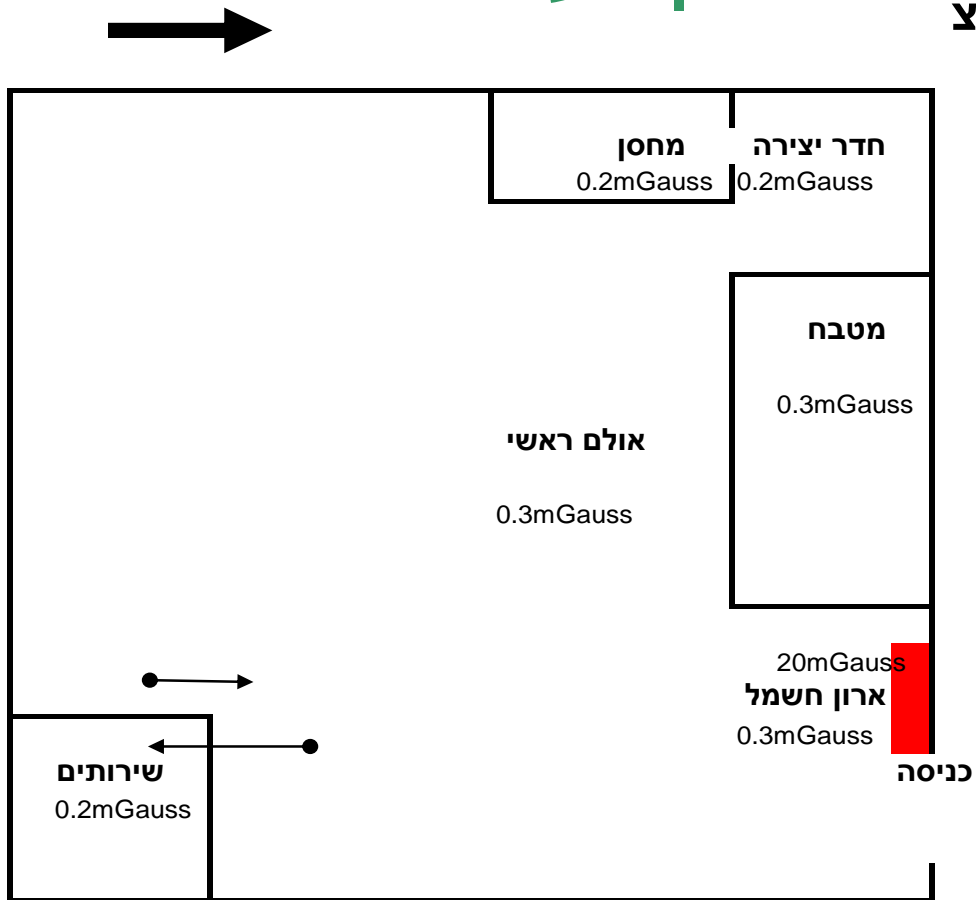 צ
מחסן
0.2mGauss
חדר יצירה
0.2mGauss
מטבח
0.3mGauss
אולם ראשי
0.3mGauss
20mGauss
ארון חשמל
0.3mGauss
כניסה
שירותים
0.2mGauss